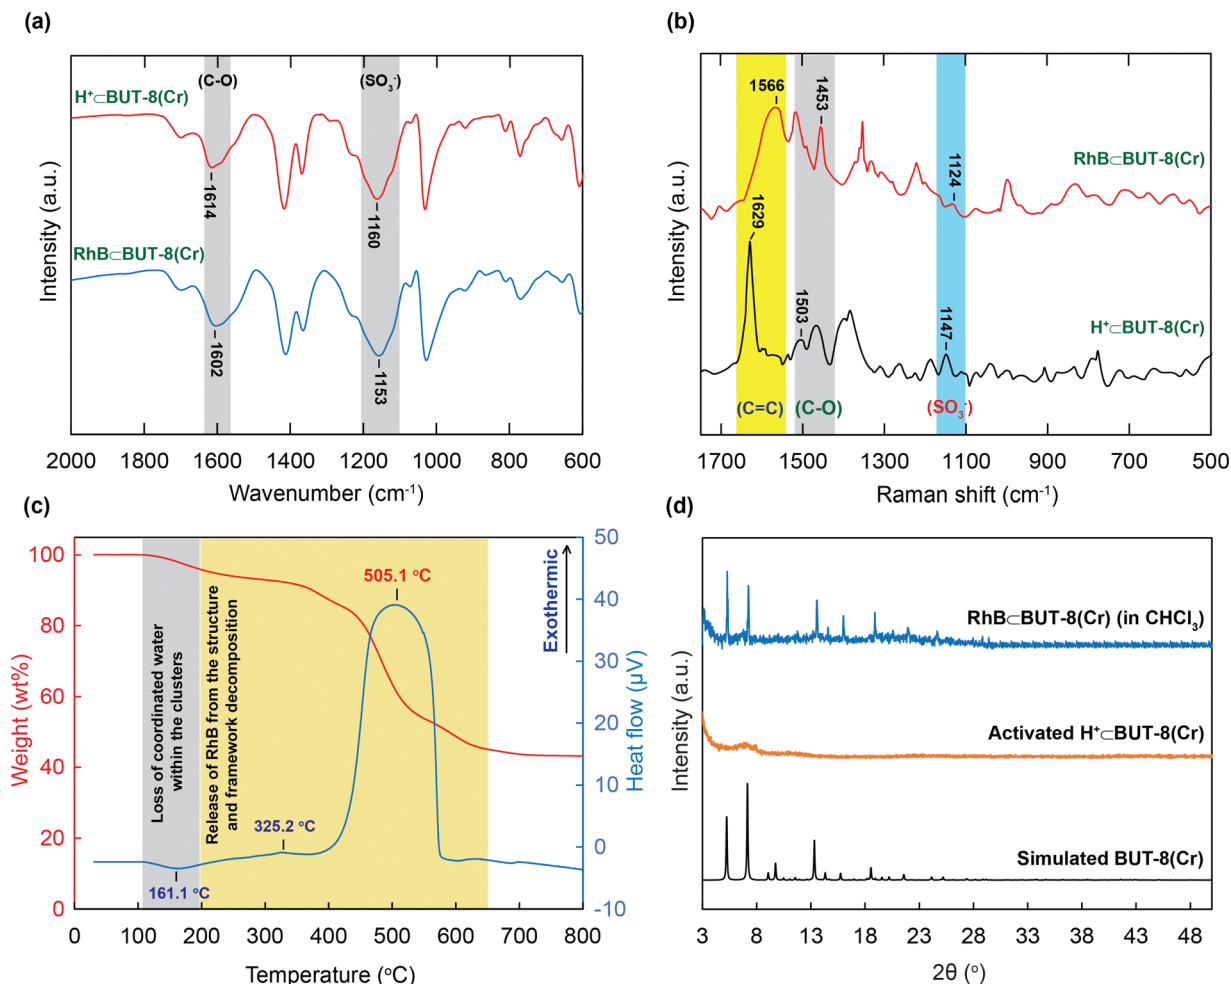 (a)
(C-O)
(SO₃⁻)
H⁺⊂BUT-8(Cr)
1614
1160
RhB⊂BUT-8(Cr)
1602
1153
Intensity (a.u.)
2000 1800 1600 1400 1200 1000 800 600
Wavenumber (cm⁻¹)
(b)
1566
1453
RhB⊂BUT-8(Cr)
1124
1629
1503
1147
H⁺⊂BUT-8(Cr)
(C=C)
(C-O)
(SO₃⁻)
Intensity (a.u.)
1700 1500 1300 1100 900 700 500
Raman shift (cm⁻¹)
(c)
100
80
60
40
20
0
Weight (wt%)
Loss of coordinated water
within the clusters
Release of RhB from the structure
and framework decomposition
505.1 °C
325.2 °C
161.1 °C
Exothermic
50
40
30
20
10
0
-10
Heat flow (μV)
0 100 200 300 400 500 600 700 800
Temperature (°C)
(d)
RhB⊂BUT-8(Cr) (in CHCl₃)
Activated H⁺⊂BUT-8(Cr)
Simulated BUT-8(Cr)
Intensity (a.u.)
3 8 13 18 23 28 33 38 43 48
2θ (°)